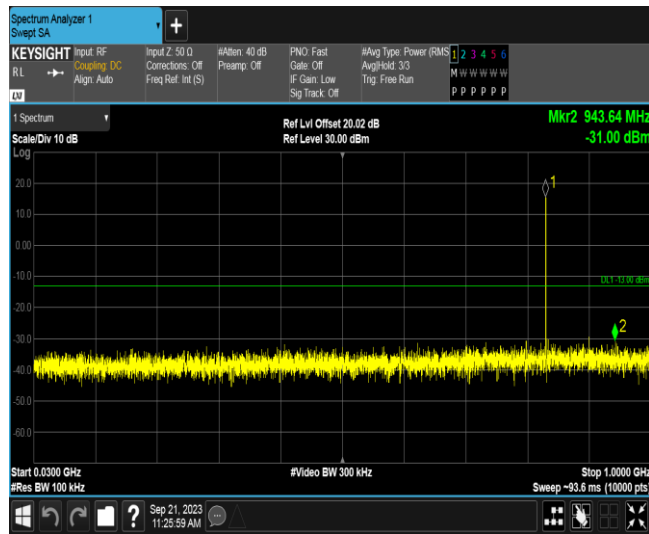 Spectrum Analyzer 1
Swept SA
+
KEYSIGHT
RL
LXI
Input: RF
Coupling: DC
Align: Auto
Input Z: 50 Ω
Corrections: Off
Freq Ref: Int (S)
#Atten: 40 dB
Preamp: Off
PNO: Fast
Gate: Off
IF Gain: Low
Sig Track: Off
#Avg Type: Power (RMS
Avg|Hold: 3/3
Trig: Free Run
1 2 3 4 5 6
M W W W W W
P P P P P P
1 Spectrum
Scale/Div 10 dB
Log
Ref Lvl Offset 20.02 dB
Ref Level 30.00 dBm
Mkr2 943.64 MHz
-31.00 dBm
20.0
10.0
0.00
-10.0
-20.0
-30.0
-40.0
-50.0
-60.0
1
DL1 -13.00 dBm
2
Start 0.0300 GHz
#Res BW 100 kHz
#Video BW 300 kHz
Stop 1.0000 GHz
Sweep ~93.6 ms (10000 pts)
?
Sep 21, 2023
11:25:59 AM